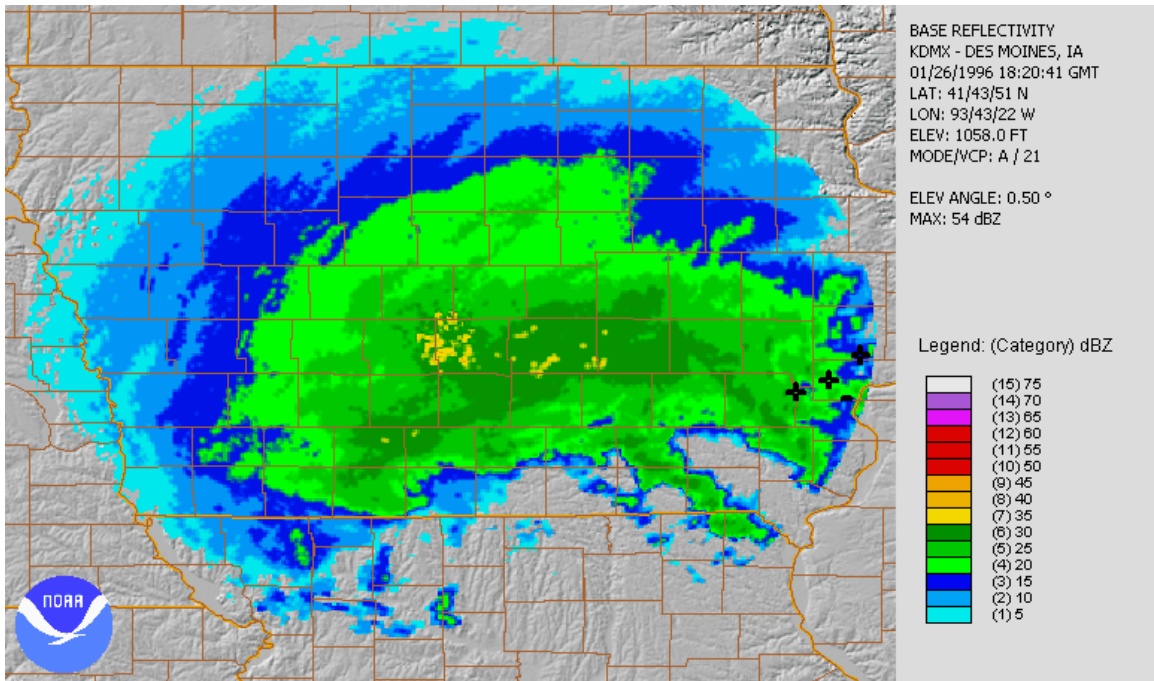 BASE REFLECTIVITY
KDMX - DES MOINES, IA
01/26/1996 18:20:41 GMT
LAT: 41/43/51 N
LON: 93/43/22 W
ELEV: 1058.0 FT
MODE/VCP: A / 21
ELEV ANGLE: 0.50 °
MAX: 54 dBZ
Legend: (Category) dBZ
(15) 75
(14) 70
(13) 65
(12) 60
(11) 55
(10) 50
(9) 45
(8) 40
(7) 35
(6) 30
(5) 25
(4) 20
(3) 15
(2) 10
(1) 5
NOAA